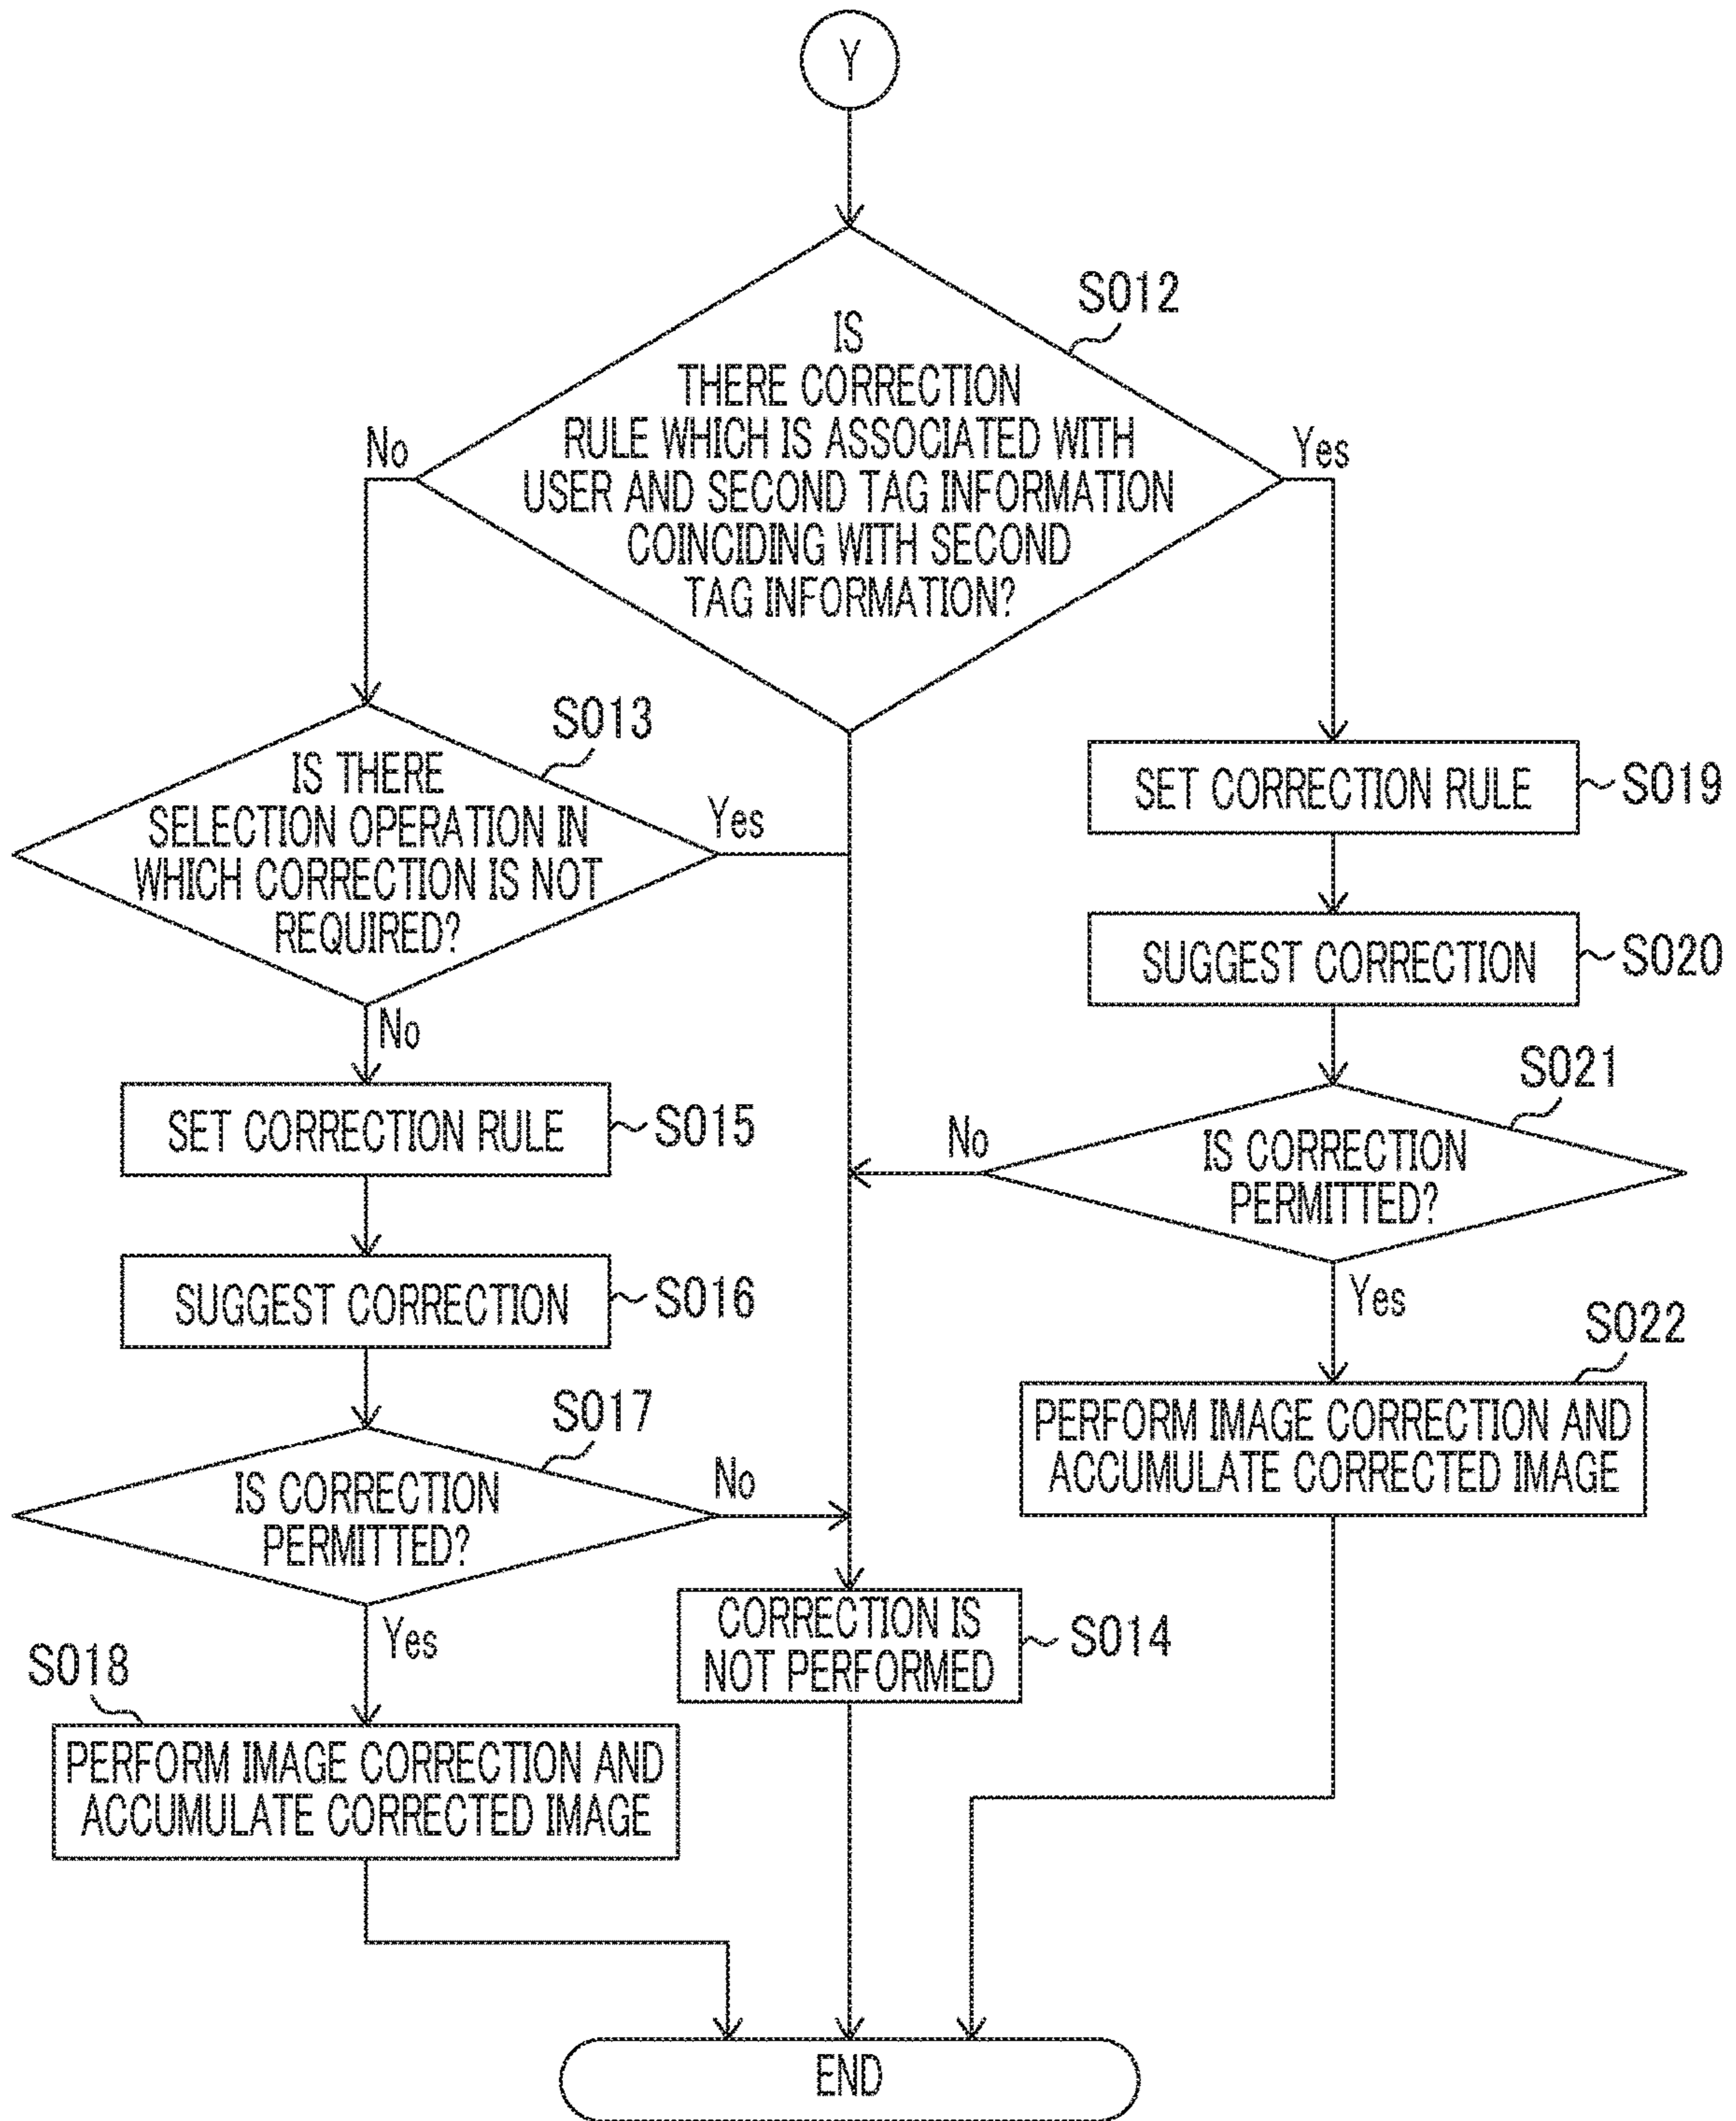 Y
S012
IS
THERE CORRECTION
RULE WHICH IS ASSOCIATED WITH
USER AND SECOND TAG INFORMATION
COINCIDING WITH SECOND
TAG INFORMATION?
No
Yes
S013
IS THERE
SELECTION OPERATION IN
WHICH CORRECTION IS NOT
REQUIRED?
Yes
No
SET CORRECTION RULE
S019
SUGGEST CORRECTION
S020
S021
IS CORRECTION
PERMITTED?
No
Yes
SET CORRECTION RULE
S015
SUGGEST CORRECTION
S016
S022
PERFORM IMAGE CORRECTION AND
ACCUMULATE CORRECTED IMAGE
S017
IS CORRECTION
PERMITTED?
No
Yes
CORRECTION IS
NOT PERFORMED
S014
S018
PERFORM IMAGE CORRECTION AND
ACCUMULATE CORRECTED IMAGE
END